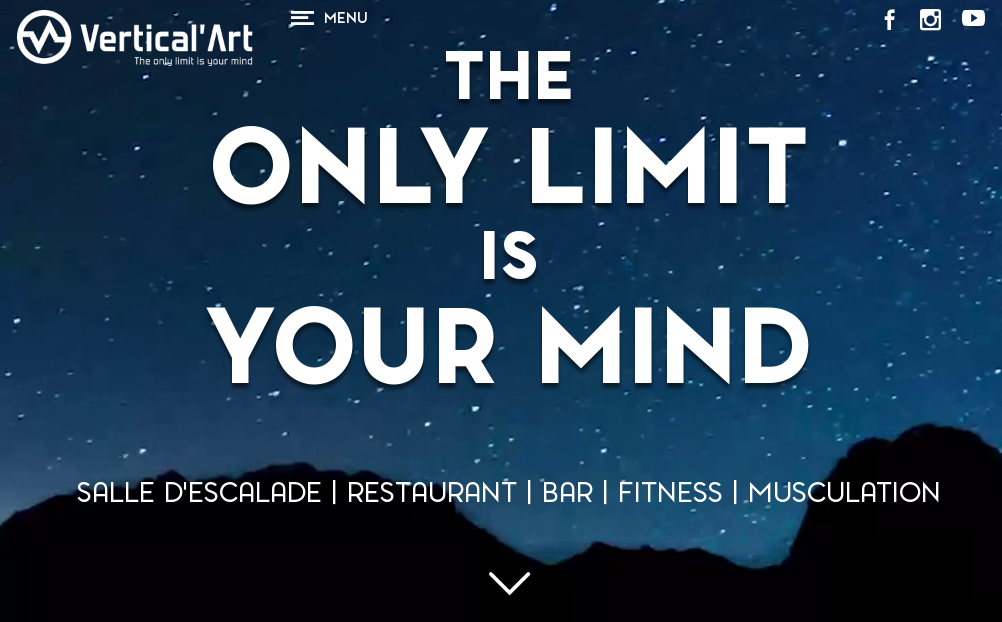 Vertical'Art
The only limit is your mind
MENU
THE
ONLY LIMIT
IS
YOUR MIND
SALLE D'ESCALADE | RESTAURANT | BAR | FITNESS | MUSCULATION